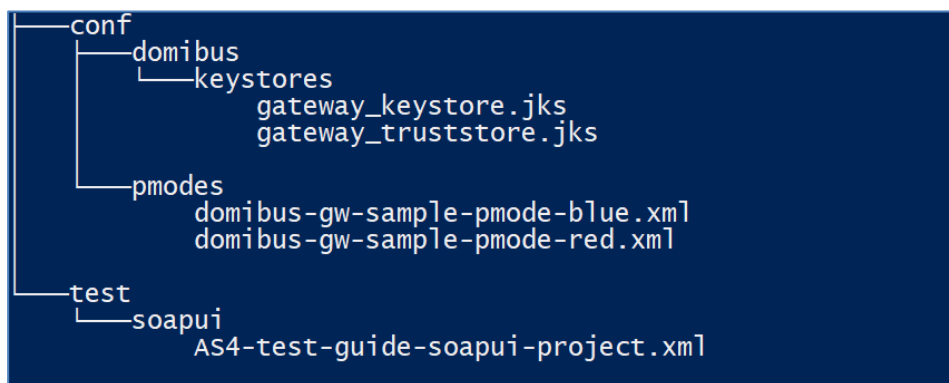 conf
domibus
keystores
gateway_keystore.jks
gateway_truststore.jks
pmodes
domibus-gw-sample-pmode-blue.xml
domibus-gw-sample-pmode-red.xml
test
soapui
AS4-test-guide-soapui-project.xml